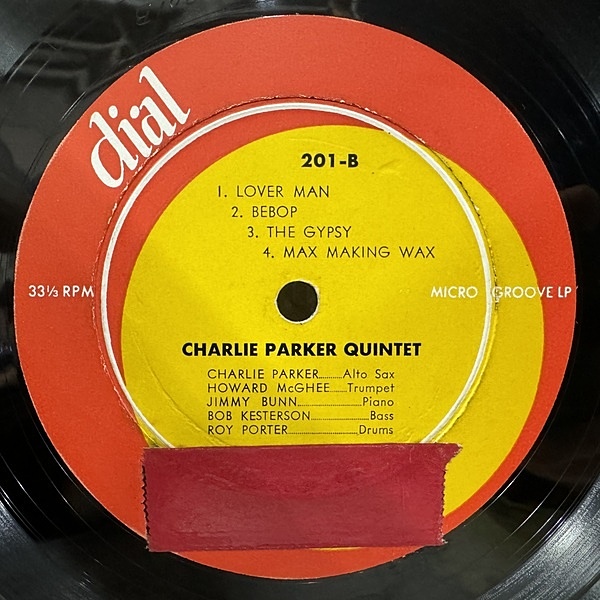 dial
201-B
1. LOVER MAN
2. BEBOP
3. THE GYPSY
4. MAX MAKING WAX
33⅓ RPM
MICRO GROOVE LP
CHARLIE PARKER QUINTET
CHARLIE PARKER..........Alto Sax
HOWARD McGHEE........Trumpet
JIMMY BUNN..............................Piano
BOB KESTERSON..........................Bass
ROY PORTER..............................Drums